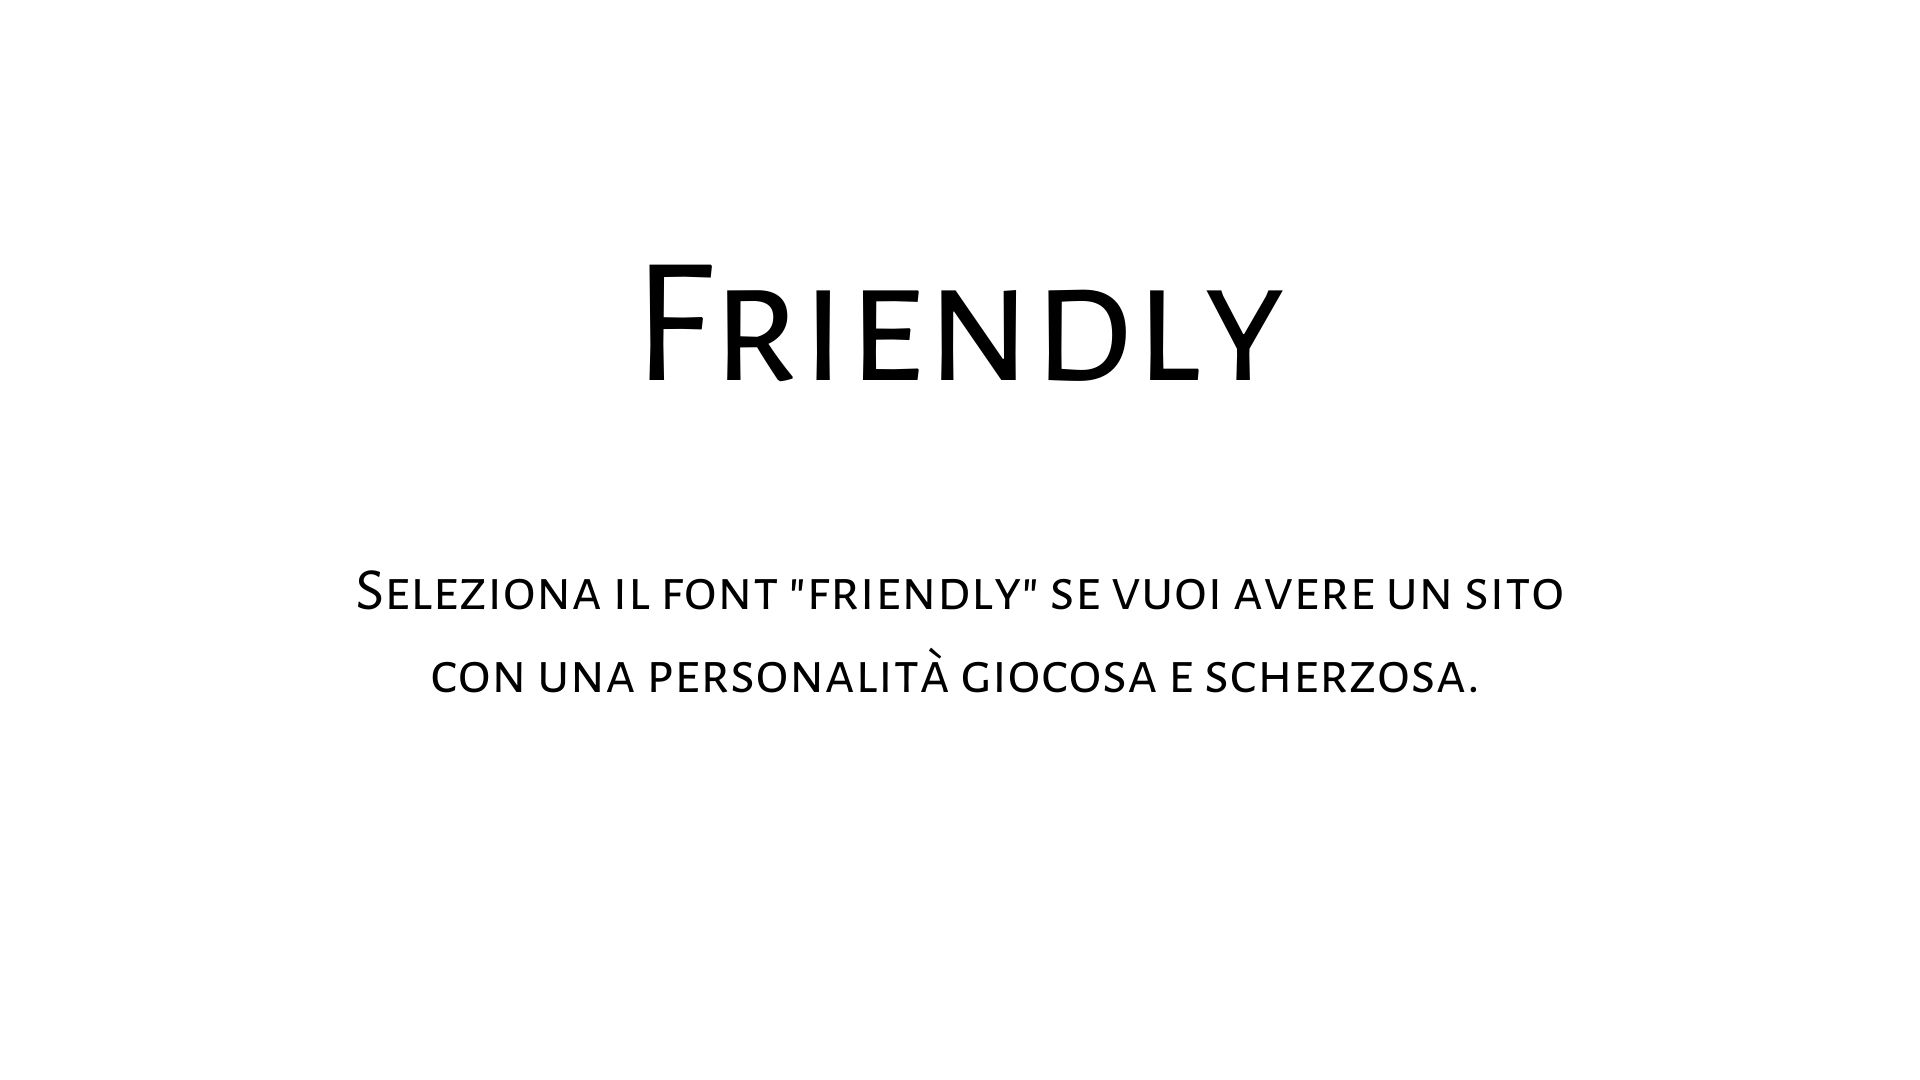 Friendly
Seleziona il font "friendly" se vuoi avere un sito
con una personalità giocosa e scherzosa.